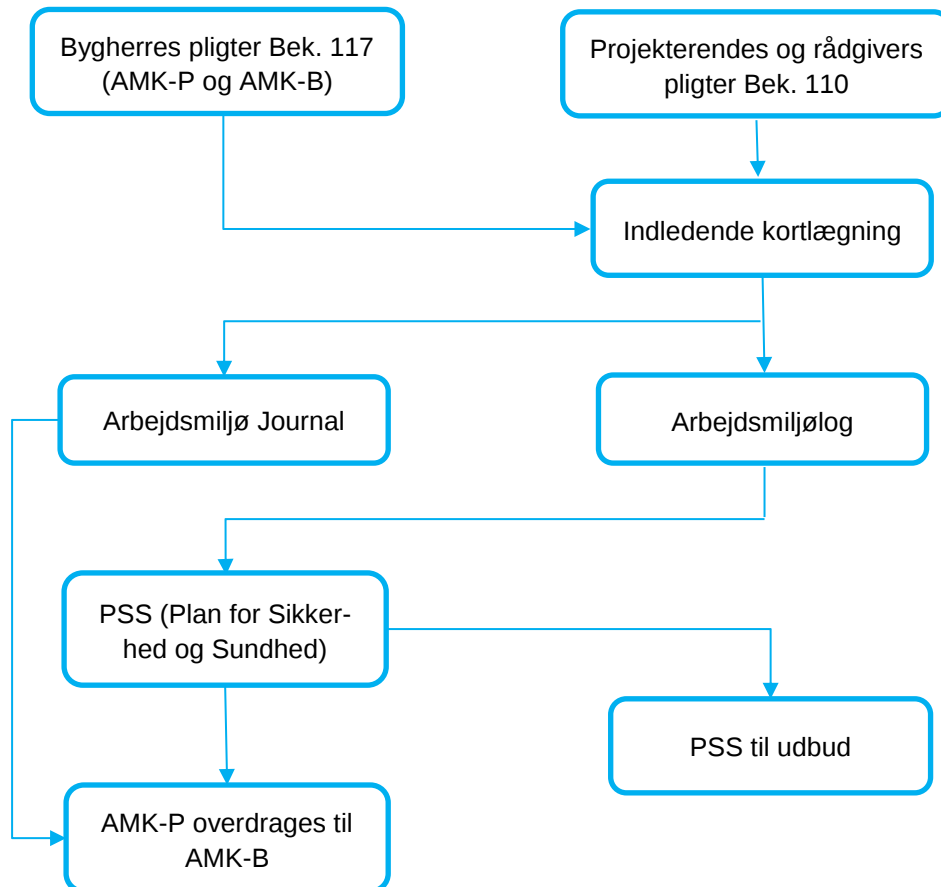 Bygherres pligter Bek. 117
(AMK-P og AMK-B)
Projekterendes og rådgivers
pligter Bek. 110
Indledende kortlægning
Arbejdsmiljø Journal
Arbejdsmiljølog
PSS (Plan for Sikker-
hed og Sundhed)
PSS til udbud
AMK-P overdrages til
AMK-B